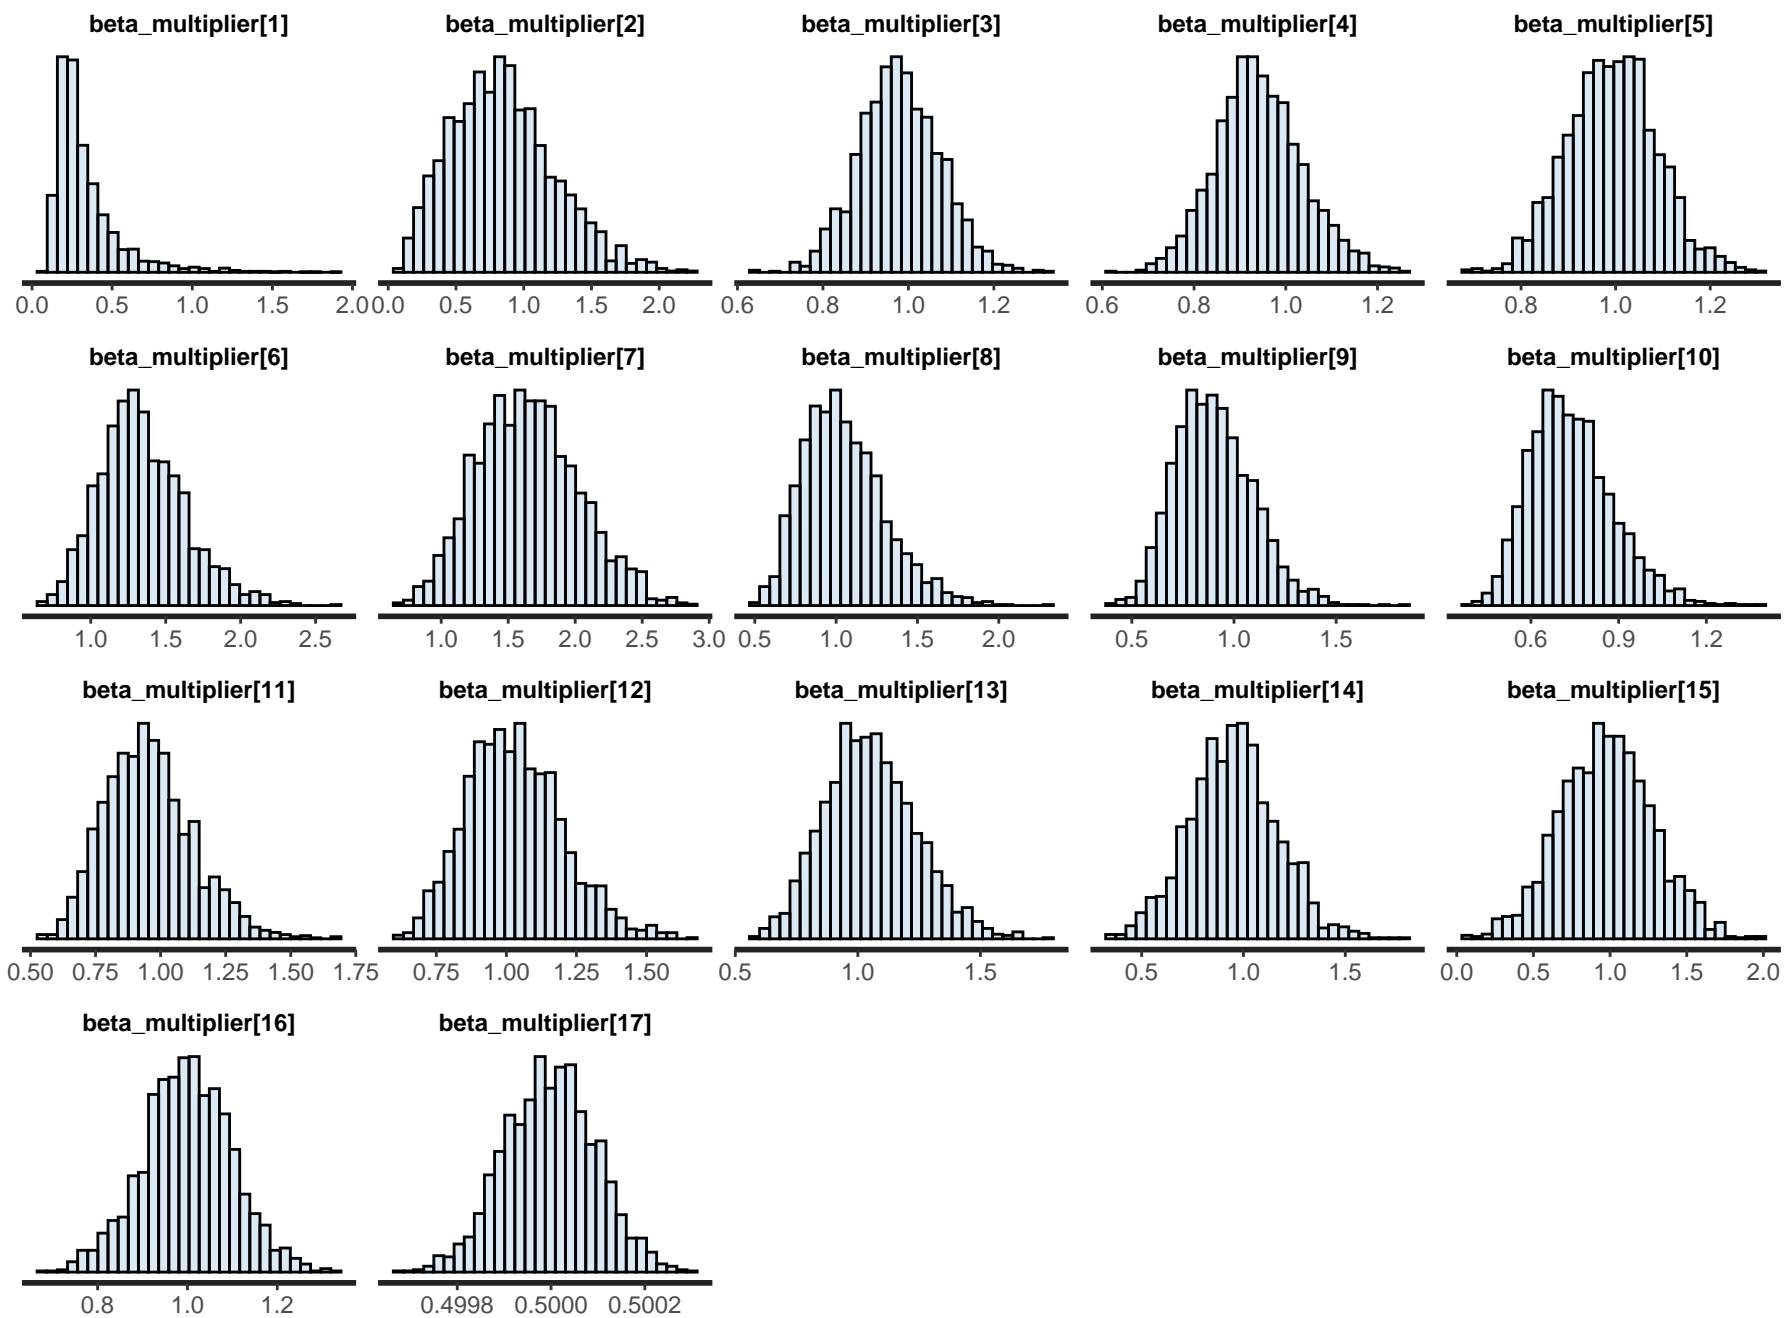 beta_multiplier[1] beta_multiplier[2] beta_multiplier[3] beta_multiplier[4] beta_multiplier[5]
0.0 0.5 1.0 1.5 2.0 0.0 0.5 1.0 1.5 2.0 0.6 0.8 1.0 1.2 0.6 0.8 1.0 1.2 0.8 1.0 1.2
beta_multiplier[6] beta_multiplier[7] beta_multiplier[8] beta_multiplier[9] beta_multiplier[10]
1.0 1.5 2.0 2.5 1.0 1.5 2.0 2.5 3.0 0.5 1.0 1.5 2.0 0.5 1.0 1.5 0.6 0.9 1.2
beta_multiplier[11] beta_multiplier[12] beta_multiplier[13] beta_multiplier[14] beta_multiplier[15]
0.50 0.75 1.00 1.25 1.50 1.75 0.75 1.00 1.25 1.50 0.5 1.0 1.5 0.5 1.0 1.5 0.0 0.5 1.0 1.5 2.0
beta_multiplier[16] beta_multiplier[17]
0.8 1.0 1.2 0.4998 0.5000 0.5002